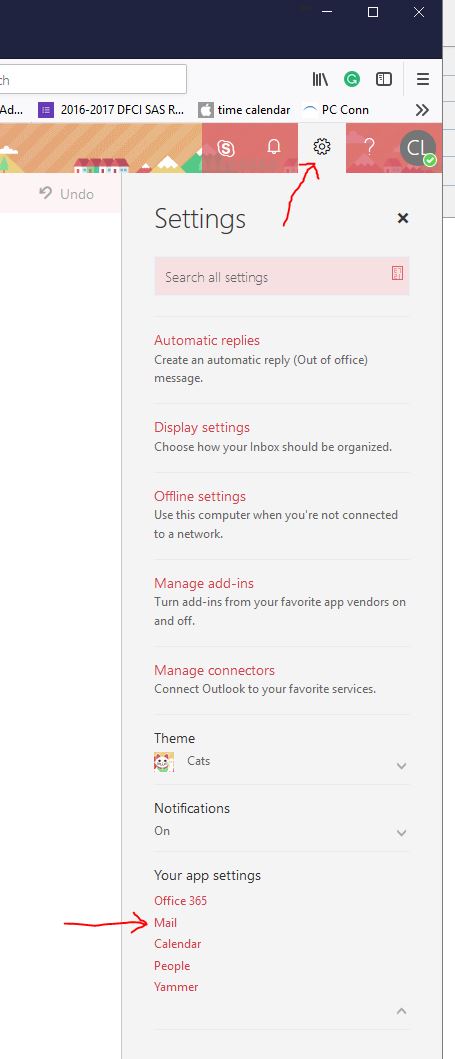 ch
Ad... 2016-2017 DFCI SAS R... time calendar PC Conn
S ? CL
Undo
Settings
Search all settings
Automatic replies
Create an automatic reply (Out of office)
message.
Display settings
Choose how your Inbox should be organized.
Offline settings
Use this computer when you're not connected
to a network.
Manage add-ins
Turn add-ins from your favorite app vendors on
and off.
Manage connectors
Connect Outlook to your favorite services.
Theme
Cats
Notifications
On
Your app settings
Office 365
Mail
Calendar
People
Yammer